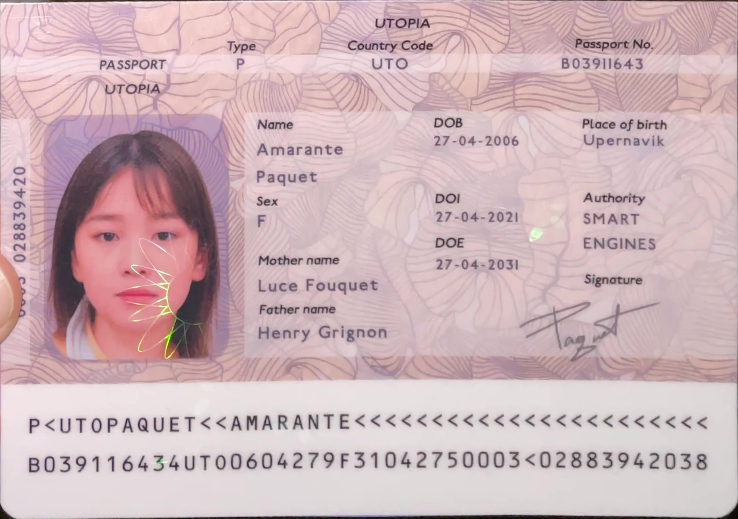 UTOPIA
Type
Country Code
Passport No.
PASSPORT
P
UTO
B03911643
UTOPIA
Name
DOB
Place of birth
Amarante
27-04-2006
Upernavik
Paquet
Sex
DOI
Authority
F
27-04-2021
SMART
DOE
ENGINES
Mother name
27-04-2031
Signature
Luce Fouquet
Father name
Paquet
Henry Grignon
028839420
P<UTOPAQUET<<AMARANTE<<<<<<<<<<<<<<<<<<<<<<<
B039116434UTO0604279F31042750003<02883942038